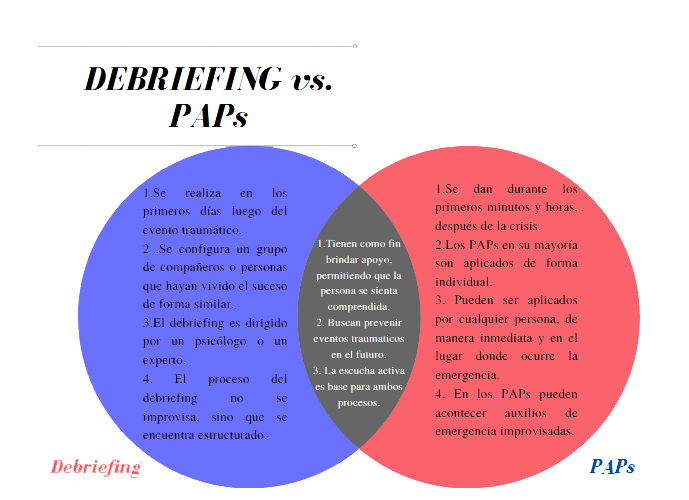 DEBRIEFING vs.
PAPs
1.Se realiza en los
primeros días luego del
evento traumático.
2 .Se configura un grupo
de compañeros o personas
que hayan vivido el suceso
de forma similar.
3.El debriefing es dirigido
por un psicólogo o un
experto.
4. El proceso del
debriefing no se
improvisa, sino que se
encuentra estructurado.
1.Tienen como fin
brindar apoyo,
permitiendo que la
persona se sienta
comprendida.
2. Buscan prevenir
eventos traumaticos
en el futuro.
3. La escucha activa
es base para ambos
procesos.
1.Se dan durante los
primeros minutos y horas,
después de la crisis.
2.Los PAPs en su mayoría
son aplicados de forma
individual.
3. Pueden ser aplicados
por cualquier persona, de
manera inmediata y en el
lugar donde ocurre la
emergencia.
4. En los PAPs pueden
acontecer auxilios de
emergencia improvisadas.
Debriefing
PAPs